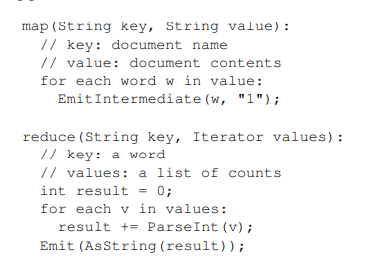 map(String key, String value):
// key: document name
// value: document contents
for each word w in value:
EmitIntermediate(w, "1");
reduce(String key, Iterator values):
// key: a word
// values: a list of counts
int result = 0;
for each v in values:
result += ParseInt(v);
Emit(AsString(result));